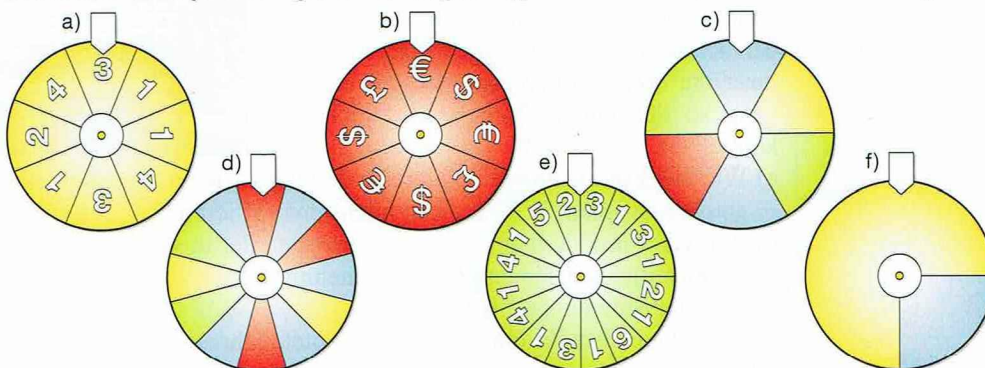 a)
3 1 1 4 3 1 2 4
b)
€ $ € £ $ € $ £
c)
d)
e)
3 1 3 1 2 1 6 1 3 1 4 1 4 1 5 2
f)